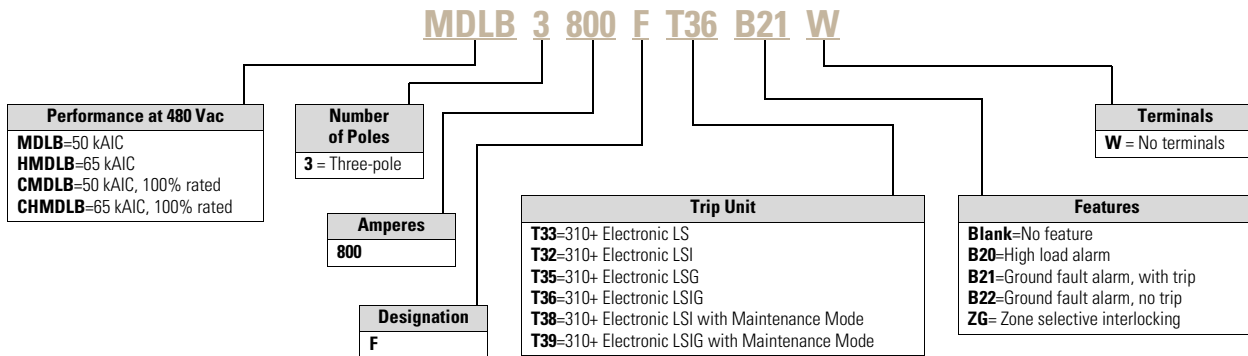 MDLB 3 800 F T36 B21 W
Performance at 480 Vac
MDLB=50 kAIC
HMDLB=65 kAIC
CMDLB=50 kAIC, 100% rated
CHMDLB=65 kAIC, 100% rated
Number
of Poles
3 = Three-pole
Amperes
800
Designation
F
Trip Unit
T33=310+ Electronic LS
T32=310+ Electronic LSI
T35=310+ Electronic LSG
T36=310+ Electronic LSIG
T38=310+ Electronic LSI with Maintenance Mode
T39=310+ Electronic LSIG with Maintenance Mode
Features
Blank=No feature
B20=High load alarm
B21=Ground fault alarm, with trip
B22=Ground fault alarm, no trip
ZG= Zone selective interlocking
Terminals
W = No terminals